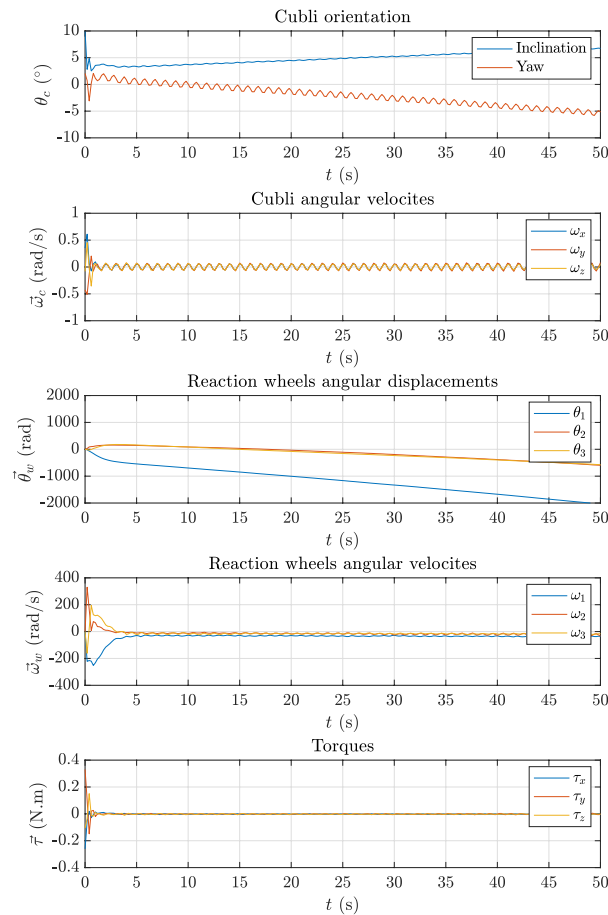 Cubli orientation
θ_c (°)
10
5
0
-5
-10
Inclination
Yaw
0 5 10 15 20 25 30 35 40 45 50
t (s)
Cubli angular velocites
ω⃗_c (rad/s)
1
0.5
0
-0.5
-1
ω_x
ω_y
ω_z
0 5 10 15 20 25 30 35 40 45 50
t (s)
Reaction wheels angular displacements
θ⃗_w (rad)
2000
1000
0
-1000
-2000
θ_1
θ_2
θ_3
0 5 10 15 20 25 30 35 40 45 50
t (s)
Reaction wheels angular velocites
ω⃗_w (rad/s)
400
200
0
-200
-400
ω_1
ω_2
ω_3
0 5 10 15 20 25 30 35 40 45 50
t (s)
Torques
τ⃗ (N.m)
0.4
0.2
0
-0.2
-0.4
τ_x
τ_y
τ_z
0 5 10 15 20 25 30 35 40 45 50
t (s)